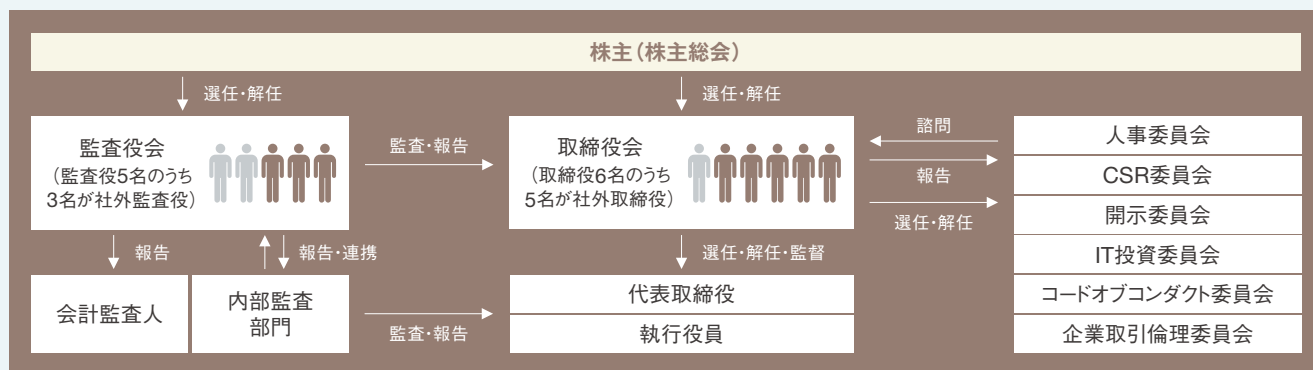 株主（株主総会）
選任・解任
選任・解任
監査役会
（監査役5名のうち
3名が社外監査役）
監査・報告
取締役会
（取締役6名のうち
5名が社外取締役）
諮問
報告
選任・解任
人事委員会
CSR委員会
開示委員会
IT投資委員会
コードオブコンダクト委員会
企業取引倫理委員会
報告
報告・連携
選任・解任・監督
会計監査人
内部監査
部門
監査・報告
代表取締役
執行役員